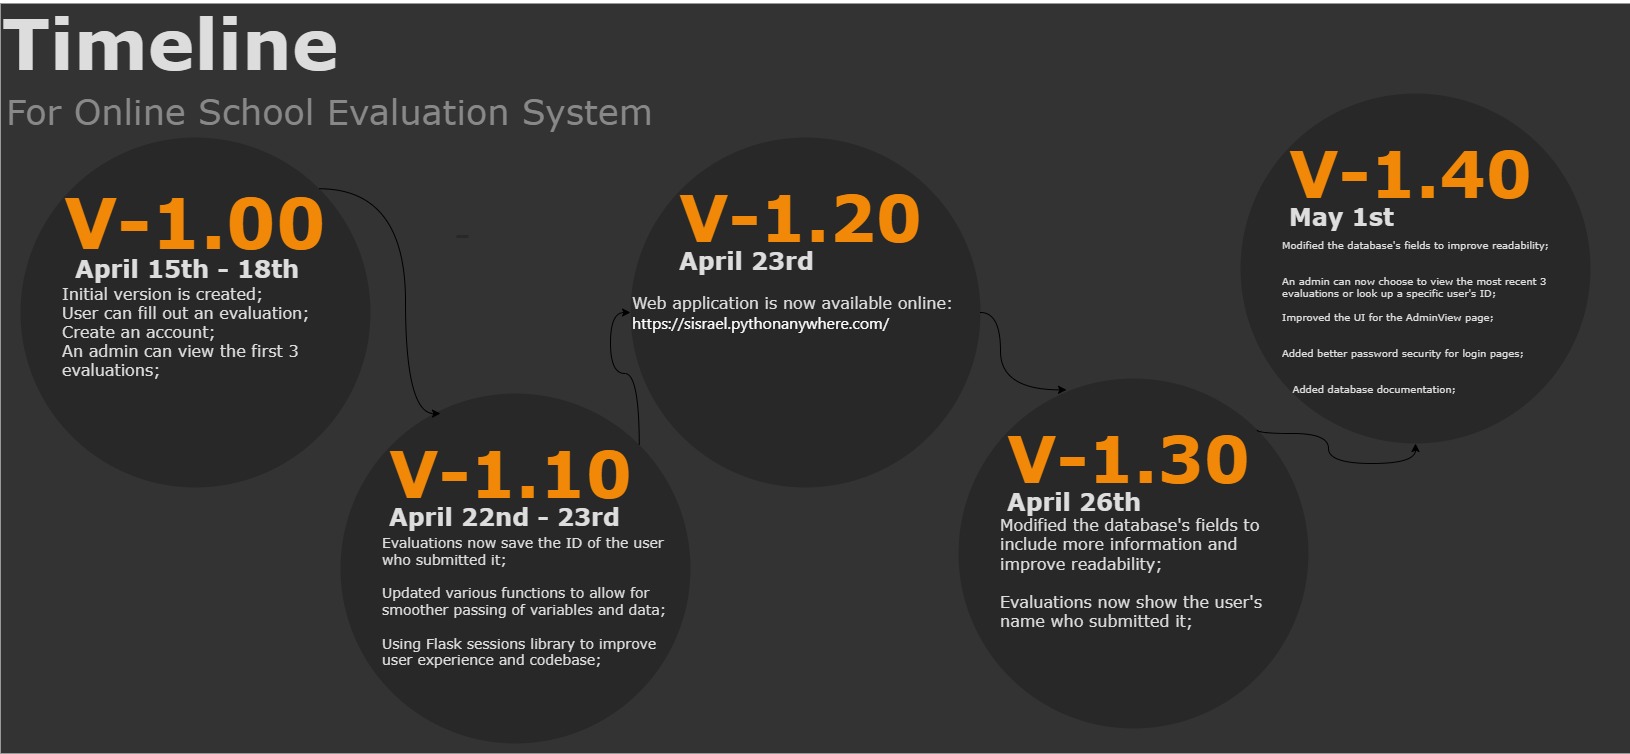 Timeline
For Online School Evaluation System
V-1.00
April 15th - 18th
Initial version is created;
User can fill out an evaluation;
Create an account;
An admin can view the first 3
evaluations;
V-1.10
April 22nd - 23rd
Evaluations now save the ID of the user
who submitted it;
Updated various functions to allow for
smoother passing of variables and data;
Using Flask sessions library to improve
user experience and codebase;
V-1.20
April 23rd
Web application is now available online:
https://sisrael.pythonanywhere.com/
V-1.30
April 26th
Modified the database's fields to
include more information and
improve readability;
Evaluations now show the user's
name who submitted it;
V-1.40
May 1st
Modified the database's fields to improve readability;
An admin can now choose to view the most recent 3
evaluations or look up a specific user's ID;
Improved the UI for the AdminView page;
Added better password security for login pages;
Added database documentation;